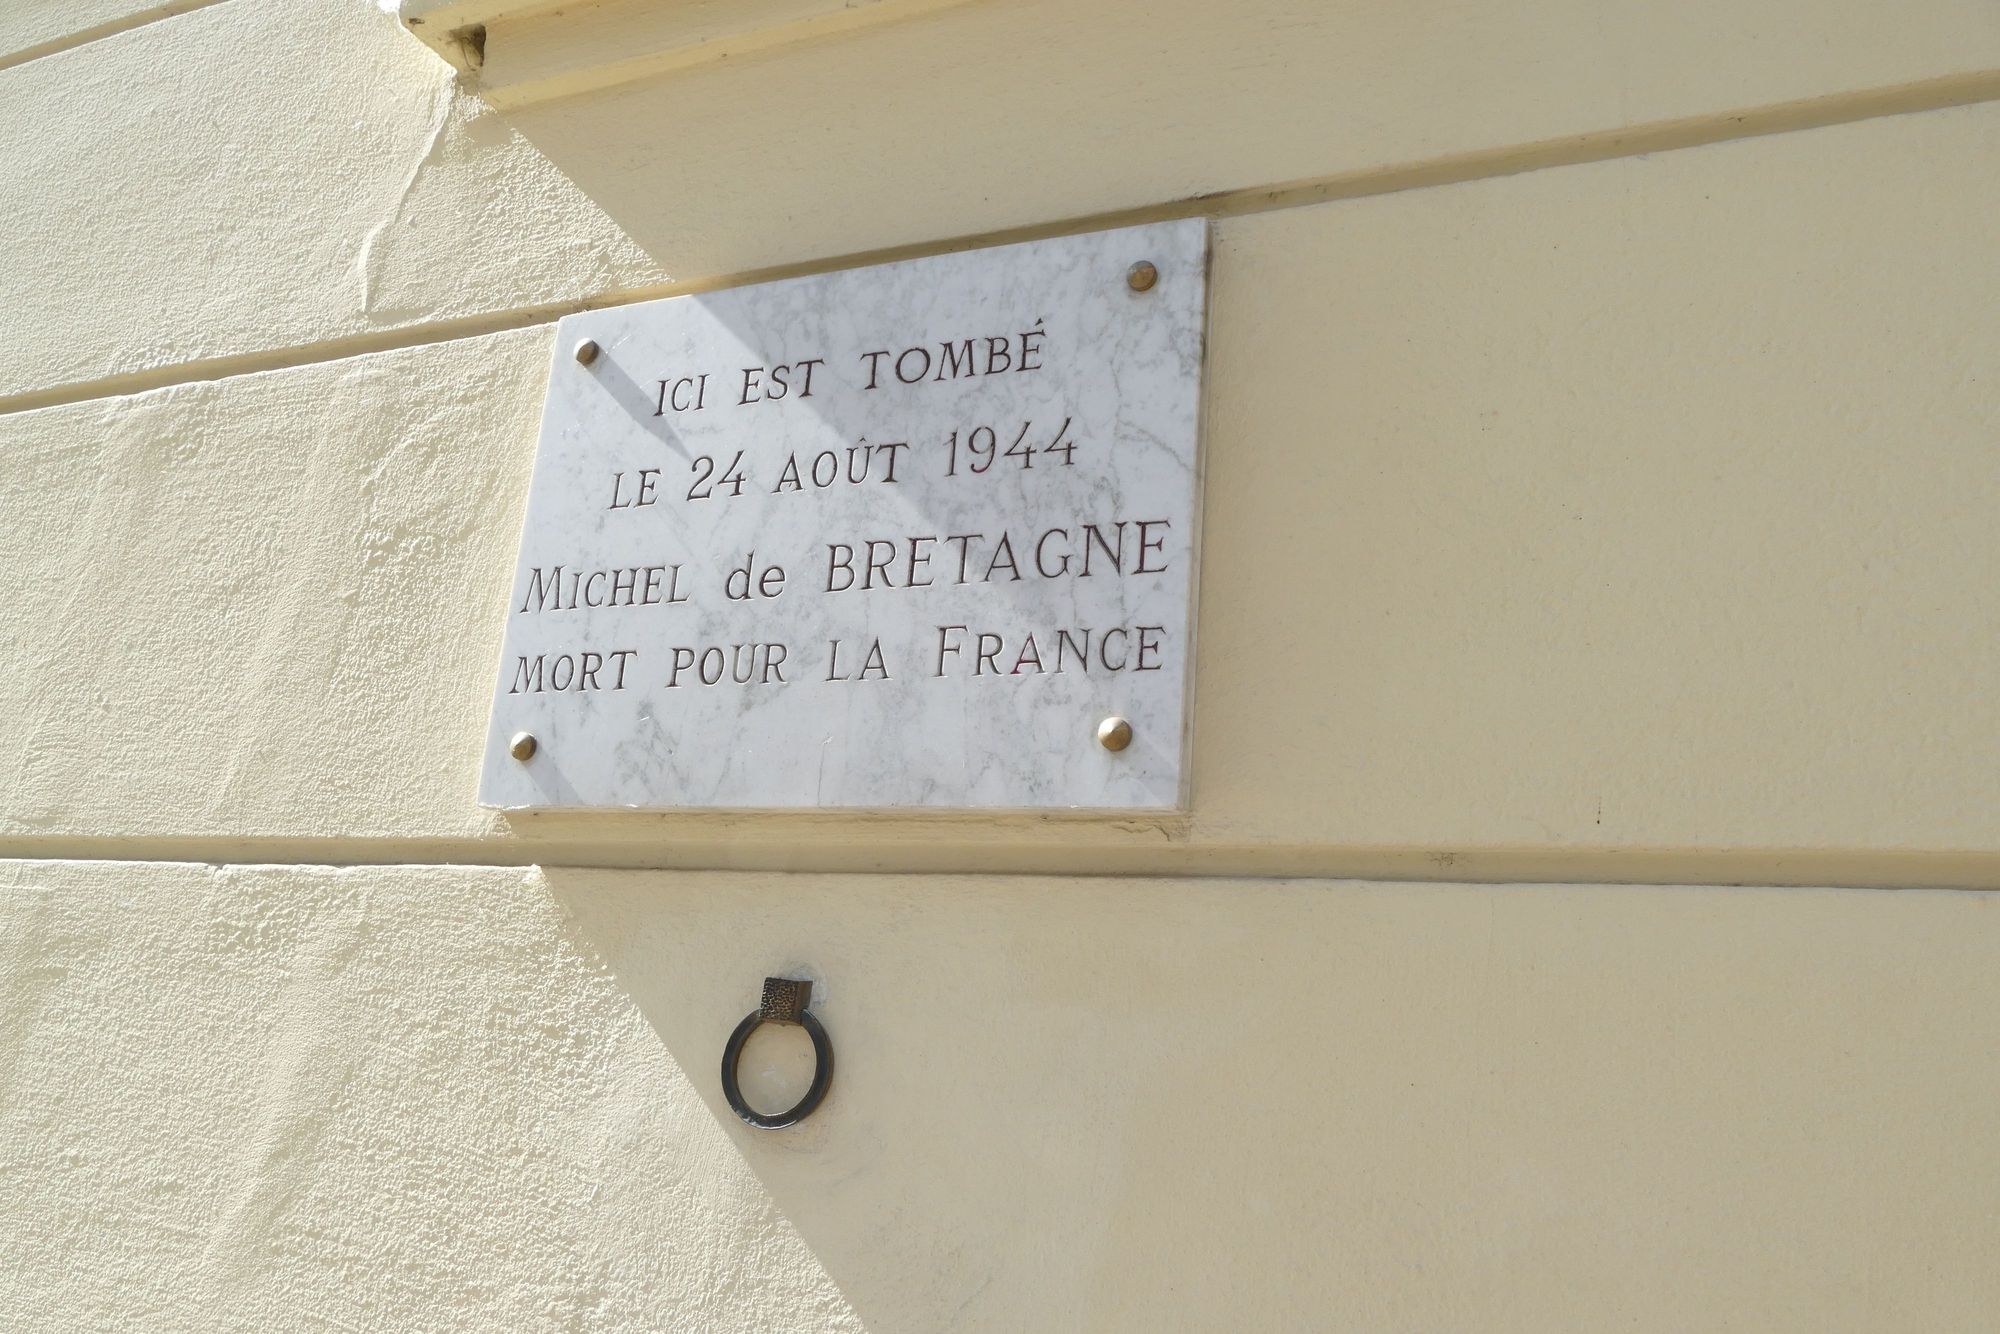 ICI EST TOMBÉ
LE 24 AOÛT 1944
MICHEL de BRETAGNE
MORT POUR LA FRANCE